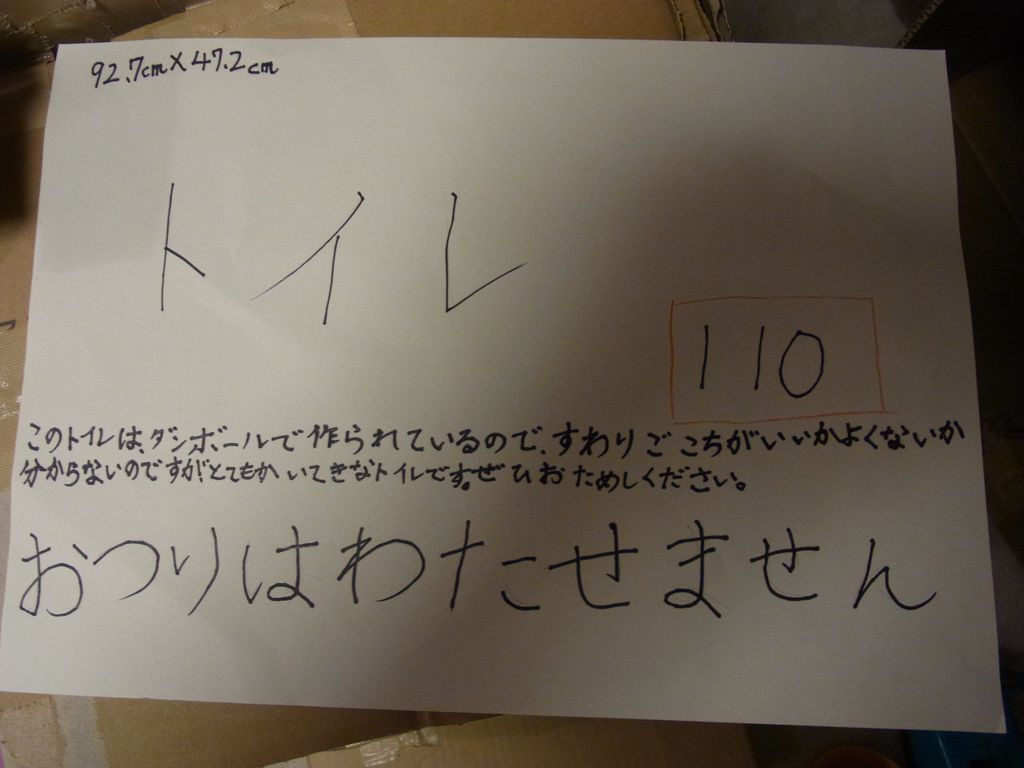 92.7cm×47.2cm
トイレ
110
このトイレは、ダンボールで作られているので、すわりごこちがいいかよくないか
分からないのですが、とてもかいてきなトイレです。ぜひおためしください。
おつりはわたせません